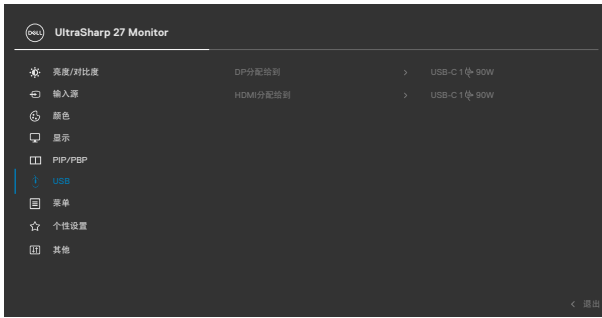 DELL
UltraSharp 27 Monitor
亮度/对比度
DP分配给到 > USB-C 1 90W
输入源
HDMI分配给到 > USB-C 1 90W
颜色
显示
PIP/PBP
USB
菜单
个性设置
其他
< 退出